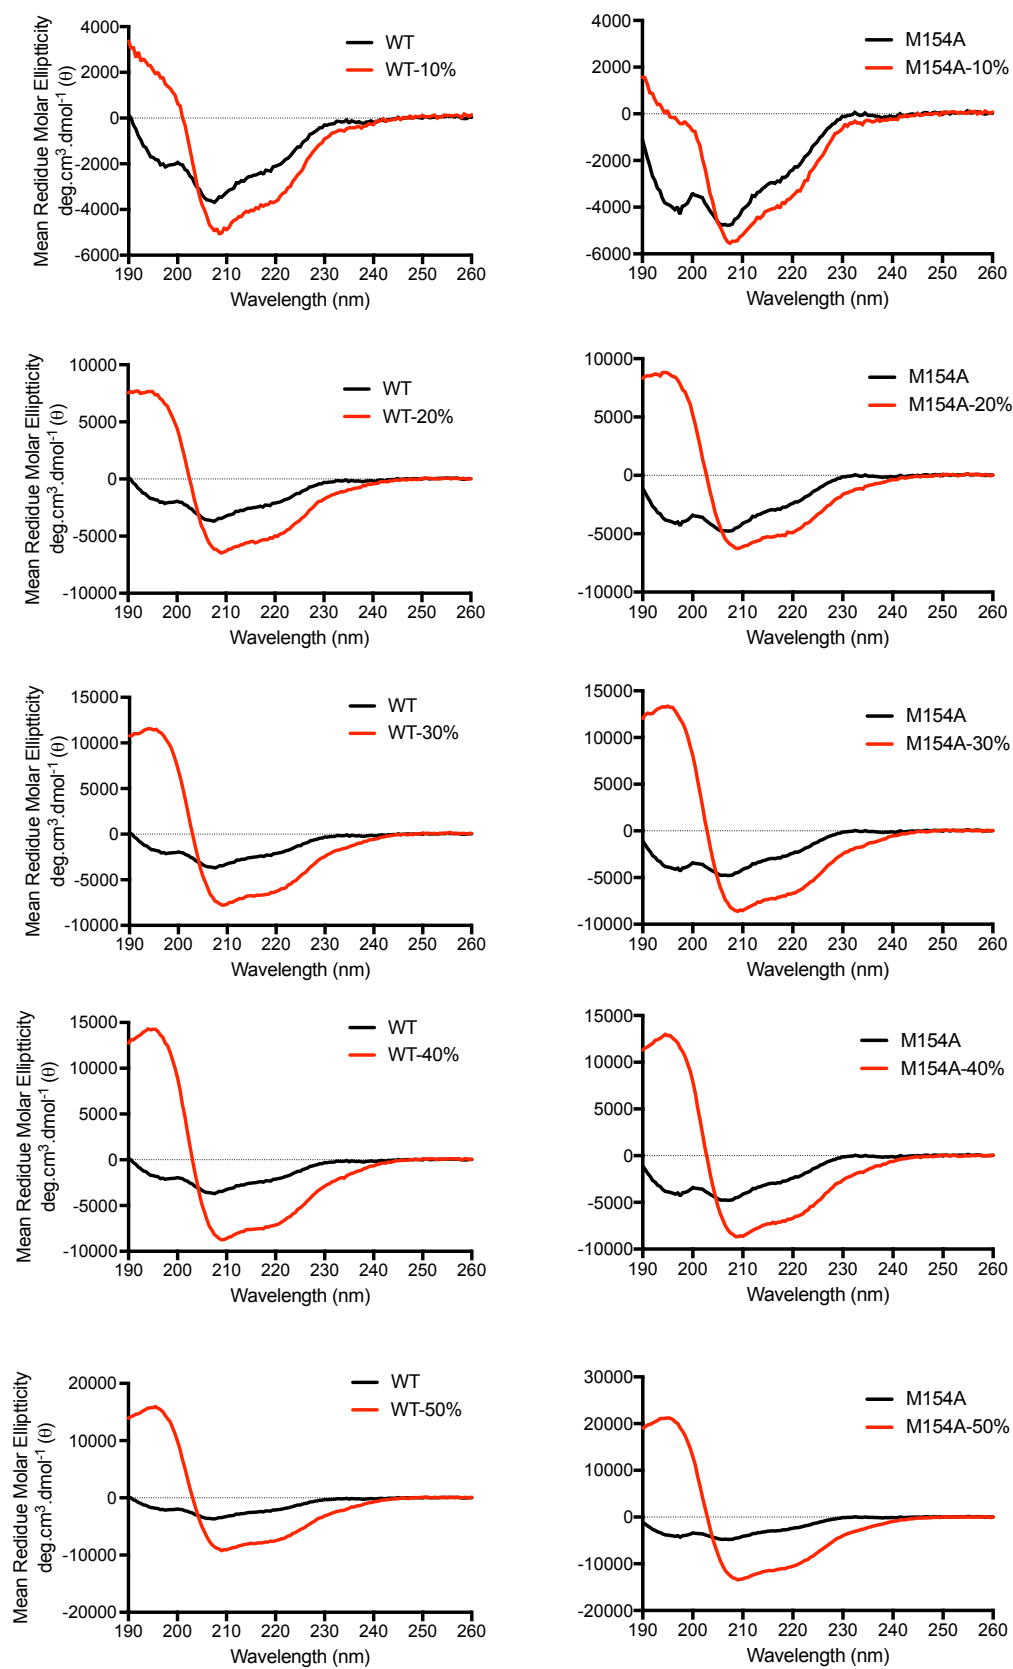 Mean Redidue Molar Elliptticity
deg.cm³.dmol⁻¹ (θ)
4000
2000
0
-2000
-4000
-6000
190 200 210 220 230 240 250 260
Wavelength (nm)
WT
WT-10%
4000
2000
0
-2000
-4000
-6000
190 200 210 220 230 240 250 260
Wavelength (nm)
M154A
M154A-10%
Mean Redidue Molar Elliptticity
deg.cm³.dmol⁻¹ (θ)
10000
5000
0
-5000
-10000
190 200 210 220 230 240 250 260
Wavelength (nm)
WT
WT-20%
10000
5000
0
-5000
-10000
190 200 210 220 230 240 250 260
Wavelength (nm)
M154A
M154A-20%
Mean Redidue Molar Elliptticity
deg.cm³.dmol⁻¹ (θ)
15000
10000
5000
0
-5000
-10000
190 200 210 220 230 240 250 260
Wavelength (nm)
WT
WT-30%
15000
10000
5000
0
-5000
-10000
190 200 210 220 230 240 250 260
Wavelength (nm)
M154A
M154A-30%
Mean Redidue Molar Elliptticity
deg.cm³.dmol⁻¹ (θ)
15000
10000
5000
0
-5000
-10000
190 200 210 220 230 240 250 260
Wavelength (nm)
WT
WT-40%
15000
10000
5000
0
-5000
-10000
190 200 210 220 230 240 250 260
Wavelength (nm)
M154A
M154A-40%
Mean Redidue Molar Elliptticity
deg.cm³.dmol⁻¹ (θ)
20000
10000
0
-10000
-20000
190 200 210 220 230 240 250 260
Wavelength (nm)
WT
WT-50%
30000
20000
10000
0
-10000
-20000
190 200 210 220 230 240 250 260
Wavelength (nm)
M154A
M154A-50%